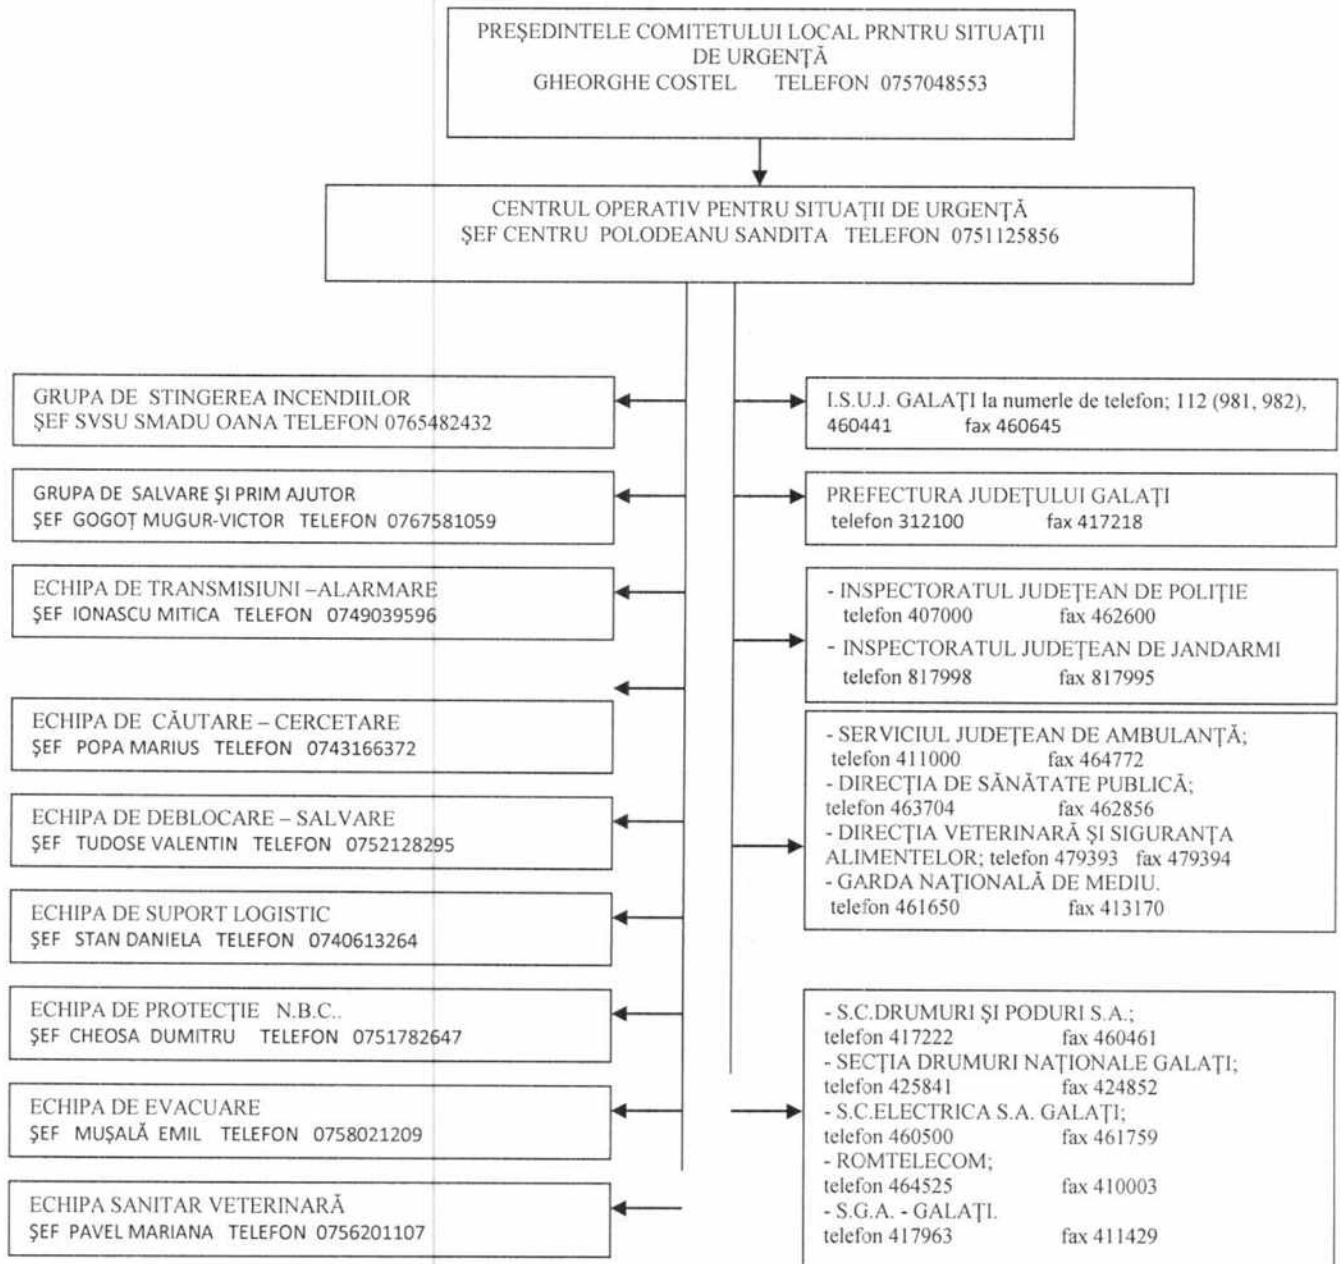 PREŞEDINTELE COMITETULUI LOCAL PRNTRU SITUAŢII
DE URGENŢĂ
GHEORGHE COSTEL TELEFON 0757048553
CENTRUL OPERATIV PENTRU SITUAŢII DE URGENŢĂ
ŞEF CENTRU POLODEANU SANDITA TELEFON 0751125856
GRUPA DE STINGEREA INCENDIILOR
ŞEF SVSU SMADU OANA TELEFON 0765482432
GRUPA DE SALVARE ŞI PRIM AJUTOR
ŞEF GOGOŢ MUGUR-VICTOR TELEFON 0767581059
ECHIPA DE TRANSMISIUNI –ALARMARE
ŞEF IONASCU MITICA TELEFON 0749039596
ECHIPA DE CĂUTARE – CERCETARE
ŞEF POPA MARIUS TELEFON 0743166372
ECHIPA DE DEBLOCARE – SALVARE
ŞEF TUDOSE VALENTIN TELEFON 0752128295
ECHIPA DE SUPORT LOGISTIC
ŞEF STAN DANIELA TELEFON 0740613264
ECHIPA DE PROTECŢIE N.B.C..
ŞEF CHEOSA DUMITRU TELEFON 0751782647
ECHIPA DE EVACUARE
ŞEF MUŞALĂ EMIL TELEFON 0758021209
ECHIPA SANITAR VETERINARĂ
ŞEF PAVEL MARIANA TELEFON 0756201107
I.S.U.J. GALAŢI la numerle de telefon; 112 (981, 982),
460441 fax 460645
PREFECTURA JUDEŢULUI GALAŢI
telefon 312100 fax 417218
- INSPECTORATUL JUDEŢEAN DE POLIŢIE
telefon 407000 fax 462600
- INSPECTORATUL JUDEŢEAN DE JANDARMI
telefon 817998 fax 817995
- SERVICIUL JUDEŢEAN DE AMBULANŢĂ;
telefon 411000 fax 464772
- DIRECŢIA DE SĂNĂTATE PUBLICĂ;
telefon 463704 fax 462856
- DIRECŢIA VETERINARĂ ŞI SIGURANŢA
ALIMENTELOR; telefon 479393 fax 479394
- GARDA NAŢIONALĂ DE MEDIU.
telefon 461650 fax 413170
- S.C.DRUMURI ŞI PODURI S.A.;
telefon 417222 fax 460461
- SECŢIA DRUMURI NAŢIONALE GALAŢI;
telefon 425841 fax 424852
- S.C.ELECTRICA S.A. GALAŢI;
telefon 460500 fax 461759
- ROMTELECOM;
telefon 464525 fax 410003
- S.G.A. - GALAŢI.
telefon 417963 fax 411429